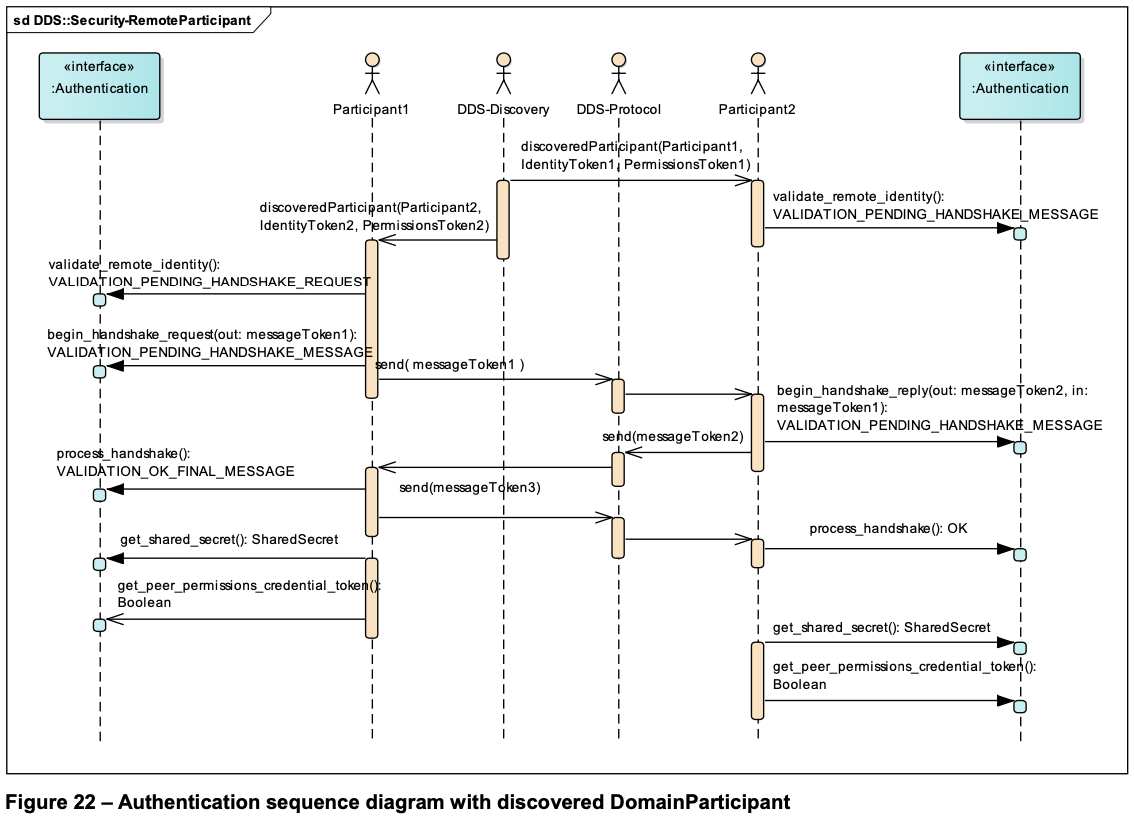 sd DDS::Security-RemoteParticipant
«interface»
:Authentication
Participant1
DDS-Discovery
DDS-Protocol
Participant2
«interface»
:Authentication
discoveredParticipant(Participant1,
IdentityToken1, PermissionsToken1)
validate_remote_identity():
VALIDATION_PENDING_HANDSHAKE_MESSAGE
discoveredParticipant(Participant2,
IdentityToken2, PermissionsToken2)
validate_remote_identity():
VALIDATION_PENDING_HANDSHAKE_REQUEST
begin_handshake_request(out: messageToken1):
VALIDATION_PENDING_HANDSHAKE_MESSAGE
send( messageToken1 )
begin_handshake_reply(out: messageToken2, in:
messageToken1):
VALIDATION_PENDING_HANDSHAKE_MESSAGE
send(messageToken2)
process_handshake():
VALIDATION_OK_FINAL_MESSAGE
send(messageToken3)
process_handshake(): OK
get_shared_secret(): SharedSecret
get_peer_permissions_credential_token():
Boolean
get_shared_secret(): SharedSecret
get_peer_permissions_credential_token():
Boolean
Figure 22 – Authentication sequence diagram with discovered DomainParticipant